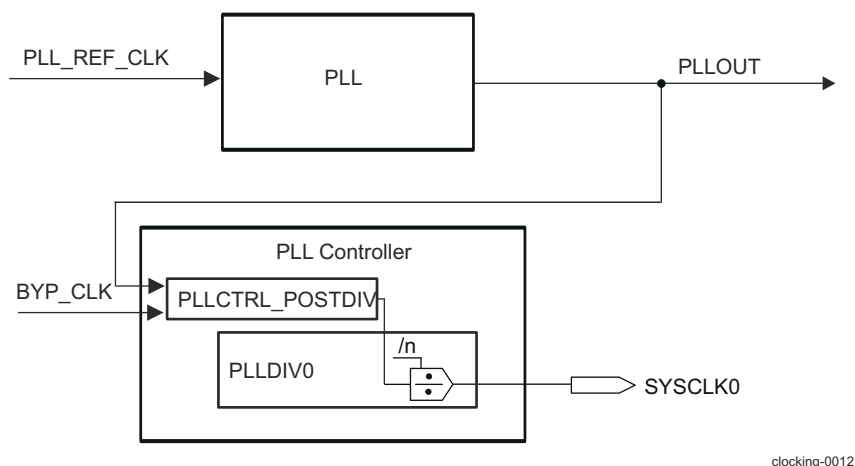 PLL_REF_CLK
PLL
PLLOUT
PLL Controller
BYP_CLK
PLLCTRL_POSTDIV
/n
PLLDIV0
SYSCLK0
clocking-0012